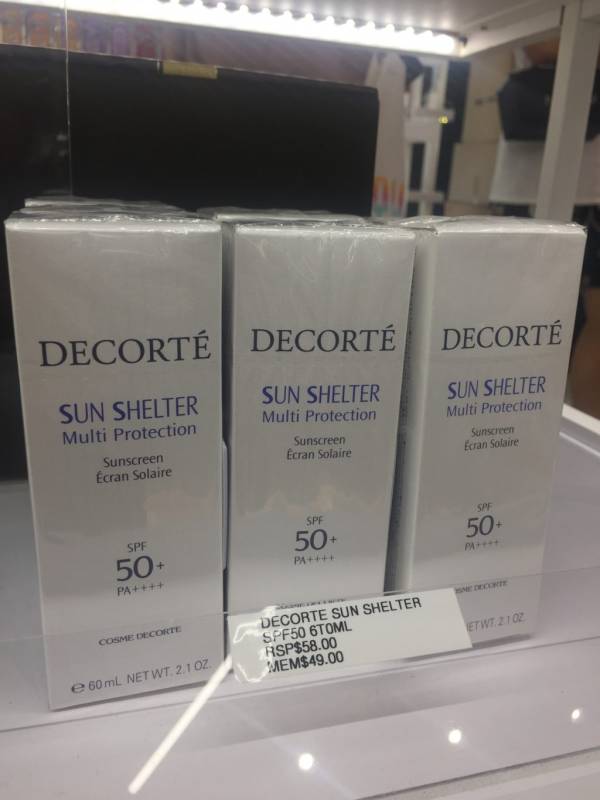 DECORTÉ
SUN SHELTER
Multi Protection
Sunscreen
Écran Solaire
SPF
50+
PA++++
COSME DECORTE
e 60 mL NET WT. 2.1 OZ.
DECORTÉ
SUN SHELTER
Multi Protection
Sunscreen
Écran Solaire
SPF
50+
PA++++
DECORTÉ
SUN SHELTER
Multi Protection
Sunscreen
Écran Solaire
SPF
50+
PA++++
SME DECORTE
ET WT. 2.1 OZ.
DECORTE SUN SHELTER
SPF50 6T0ML
RSP$58.00
MEM$49.00